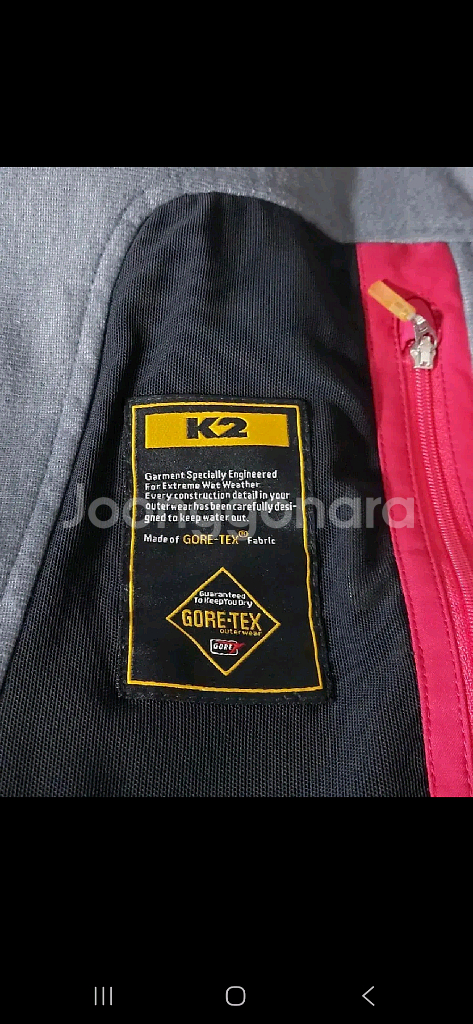 K2
Garment Specially Engineered
For Extreme Wet Weather.
Every construction detail in your
outerwear has been carefully desi-
gned to keep water out.
Joonggonara
Made of GORE-TEX® Fabric
Guaranteed
To Keep You Dry
GORE-TEX
outerwear
GORE